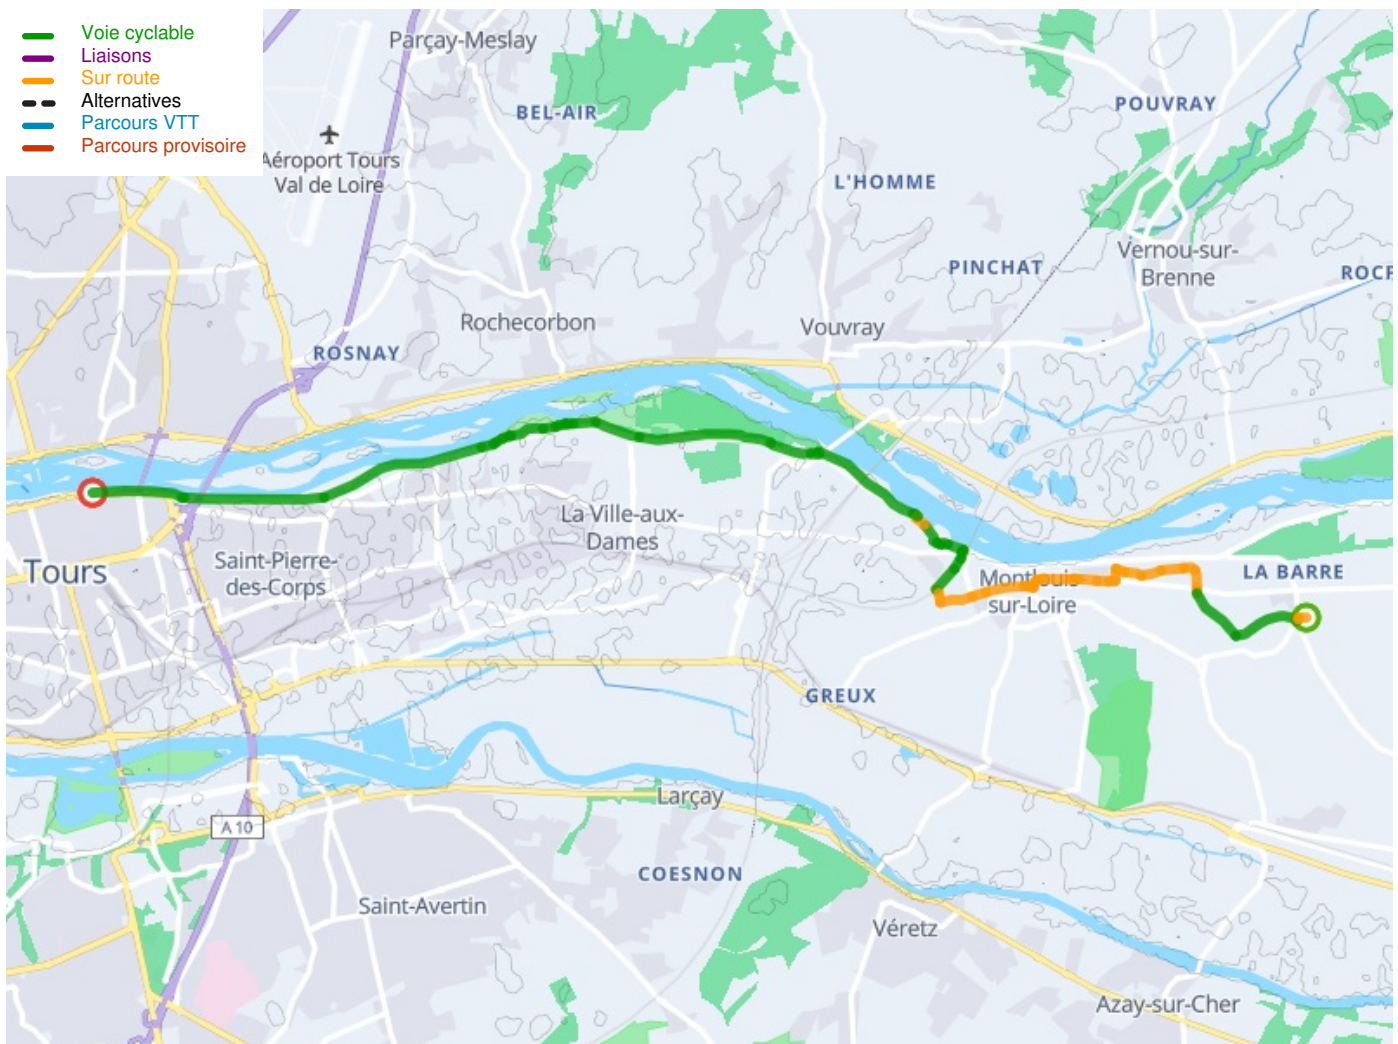 Voie cyclable
Liaisons
Sur route
Alternatives
Parcours VTT
Parcours provisoire
Parçay-Meslay
BEL-AIR
POUVRAY
Aéroport Tours
Val de Loire
L'HOMME
Vernou-sur-
Brenne
PINCHAT
ROCF
Rochecorbon
Vouvray
ROSNAY
La Ville-aux-
Dames
Tours
Saint-Pierre-
des-Corps
Montlouis-
sur-Loire
LA BARRE
GREUX
Larçay
A 10
COESNON
Saint-Avertin
Véretz
Azay-sur-Cher